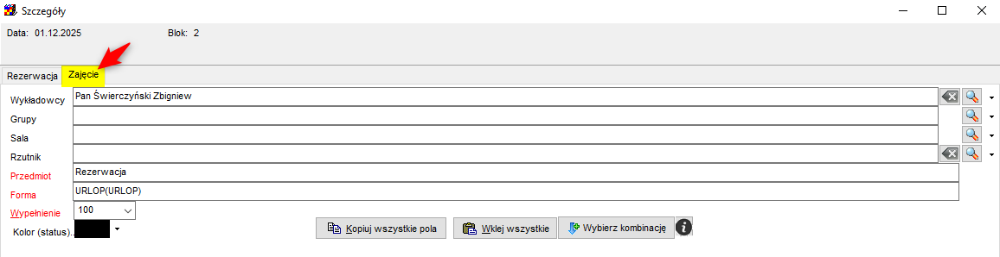 Szczegóły
Data: 01.12.2025 Blok: 2
Rezerwacja Zajęcie
Wykładowcy Pan Świerczyński Zbigniew
Grupy
Sala
Rzutnik
Przedmiot Rezerwacja
Forma URLOP(URLOP)
Wypełnienie 100
Kolor (status)..
Kopiuj wszystkie pola Wklej wszystkie Wybierz kombinację